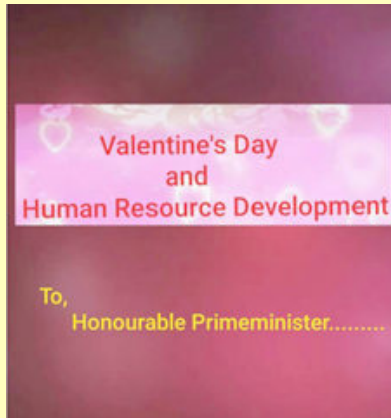 Valentine's Day
and
Human Resource Development
To,
Honourable Primeminister.........